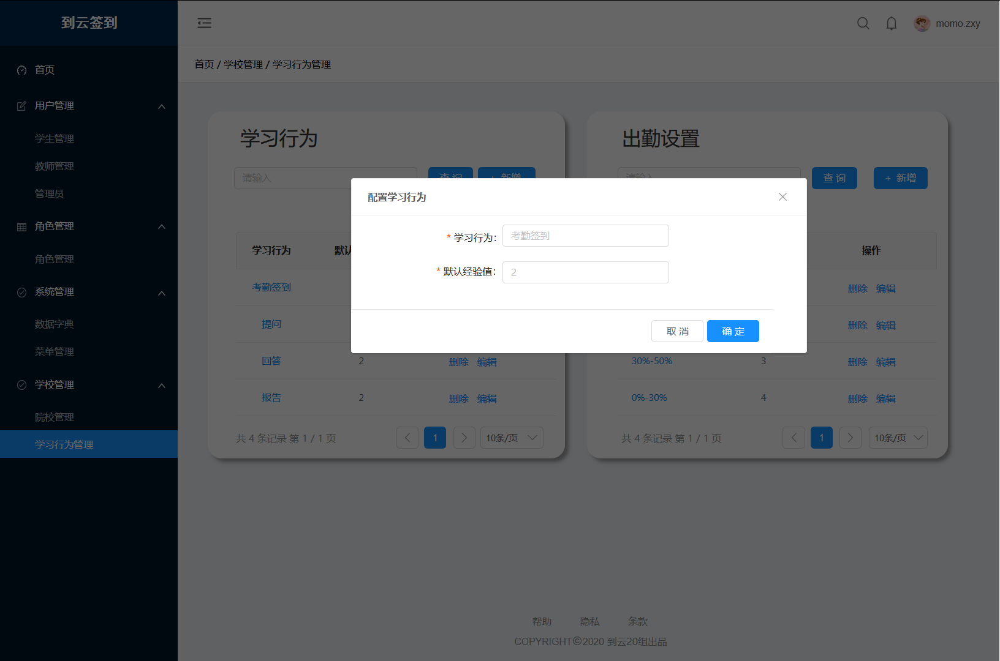 到云签到
momo.zxy
首页 / 学校管理 / 学习行为管理
首页
用户管理
学生管理
教师管理
管理员
角色管理
角色管理
系统管理
数据字典
菜单管理
学校管理
院校管理
学习行为管理
学习行为
请输入
查 询
+ 新增
学习行为
默认
考勤签到
提问
回答 2 删除 编辑
报告 2 删除 编辑
共 4 条记录 第 1 / 1 页
1
10条/页
出勤设置
请输入
查 询
+ 新增
操作
删除 编辑
删除 编辑
30%-50% 3 删除 编辑
0%-30% 4 删除 编辑
共 4 条记录 第 1 / 1 页
1
10条/页
配置学习行为
* 学习行为:
考勤签到
* 默认经验值:
2
取 消
确 定
帮助 隐私 条款
COPYRIGHT©2020 到云20组出品